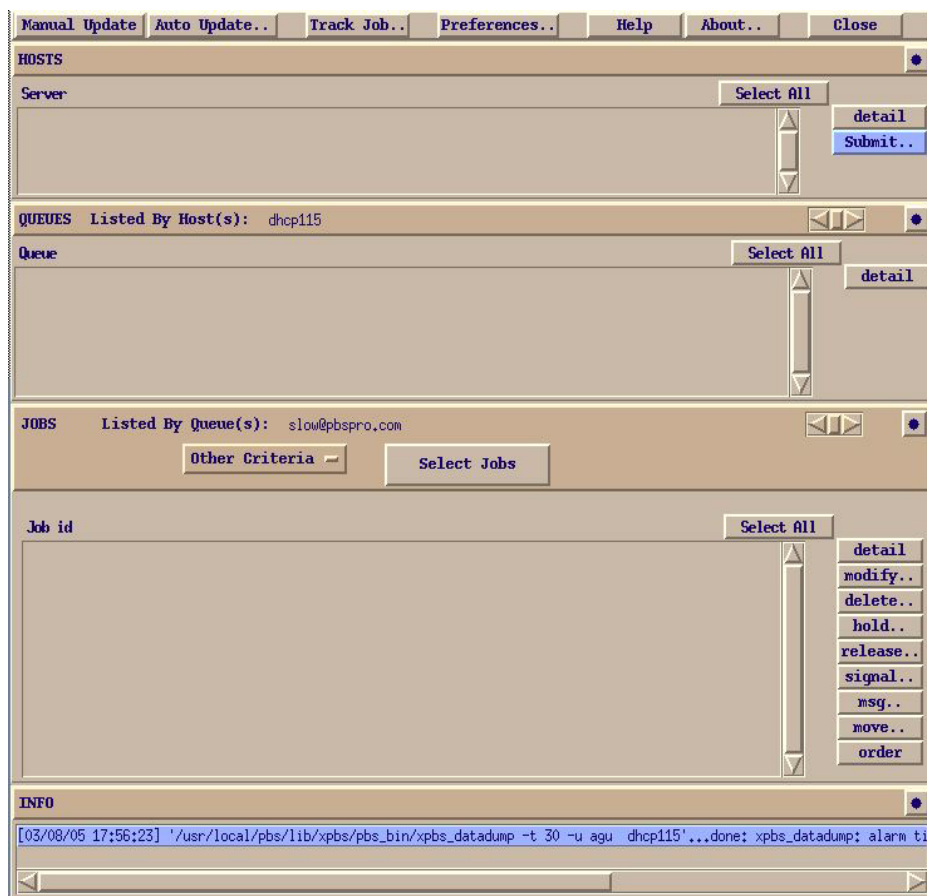 Manual Update Auto Update.. Track Job.. Preferences.. Help About.. Close
HOSTS
Server Select All
detail
Submit..
QUEUES Listed By Host(s): dhcp115
Queue Select All
detail
JOBS Listed By Queue(s): slow@pbspro.com
Other Criteria Select Jobs
Job id Select All
detail
modify..
delete..
hold..
release..
signal..
msg..
move..
order
INFO
[03/08/05 17:56:23] '/usr/local/pbs/lib/xpbs/pbs_bin/xpbs_datadump -t 30 -u agu dhcp115'...done: xpbs_datadump: alarm ti